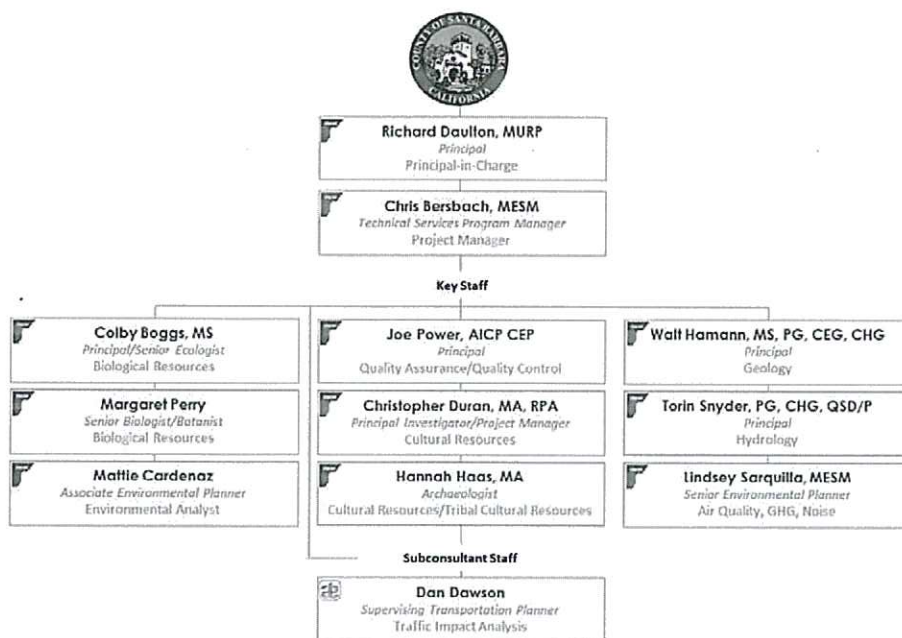 COUNTY OF SANTA BARBARA
CALIFORNIA
Richard Daulton, MURP
Principal
Principal-in-Charge
Chris Bersbach, MESM
Technical Services Program Manager
Project Manager
Key Staff
Colby Boggs, MS
Principal/Senior Ecologist
Biological Resources
Margaret Perry
Senior Biologist/Botanist
Biological Resources
Mattie Cardenaz
Associate Environmental Planner
Environmental Analyst
Joe Power, AICP CEP
Principal
Quality Assurance/Quality Control
Christopher Duran, MA, RPA
Principal Investigator/Project Manager
Cultural Resources
Hannah Haas, MA
Archaeologist
Cultural Resources/Tribal Cultural Resources
Walt Hamann, MS, PG, CEG, CHG
Principal
Geology
Torin Snyder, PG, CHG, QSD/P
Principal
Hydrology
Lindsey Sarquilla, MESM
Senior Environmental Planner
Air Quality, GHG, Noise
Subconsultant Staff
Dan Dawson
Supervising Transportation Planner
Traffic Impact Analysis